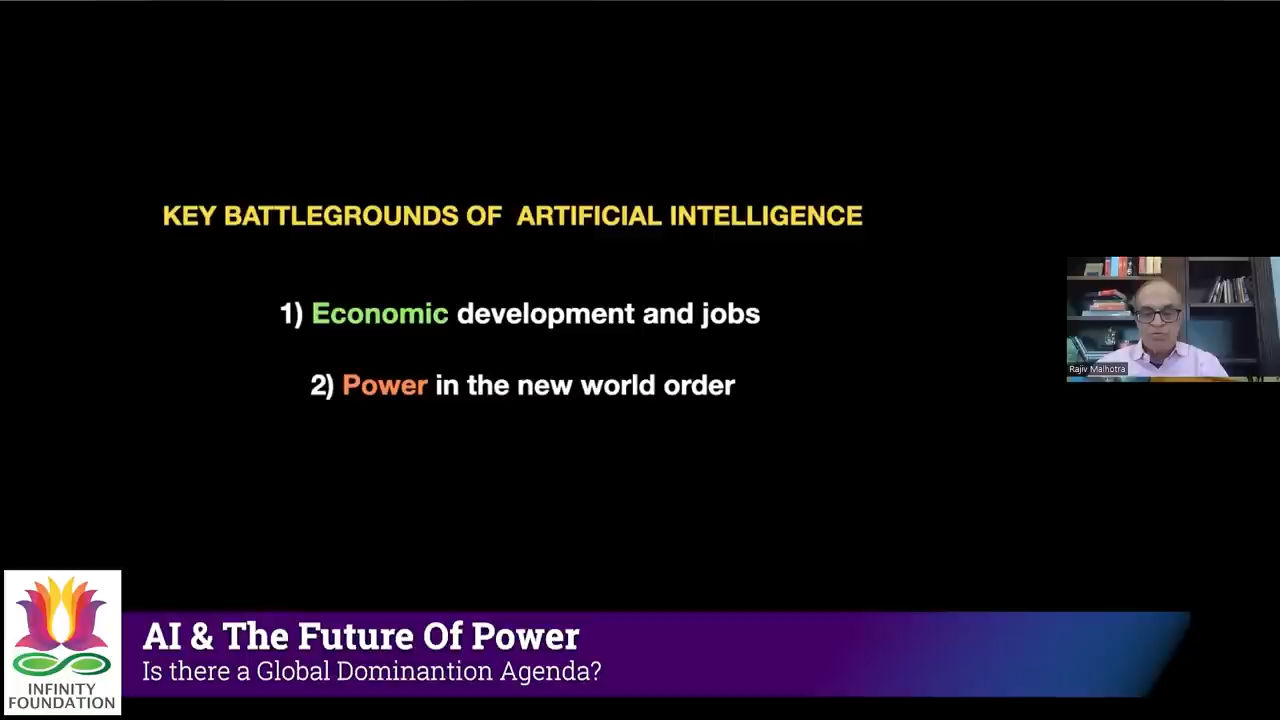 KEY BATTLEGROUNDS OF ARTIFICIAL INTELLIGENCE
1) Economic development and jobs
2) Power in the new world order
Rajiv Malhotra
AI & The Future Of Power
Is there a Global Dominantion Agenda?
INFINITY
FOUNDATION